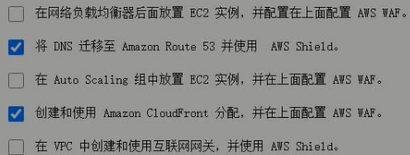 在网络负载均衡器后面放置 EC2 实例，并配置在上面配置 AWS WAF。
将 DNS 迁移至 Amazon Route 53 并使用 AWS Shield。
在 Auto Scaling 组中放置 EC2 实例，并在上面配置 AWS WAF。
创建和使用 Amazon CloudFront 分配，并在上面配置 AWS WAF。
在 VPC 中创建和使用互联网网关，并使用 AWS Shield。